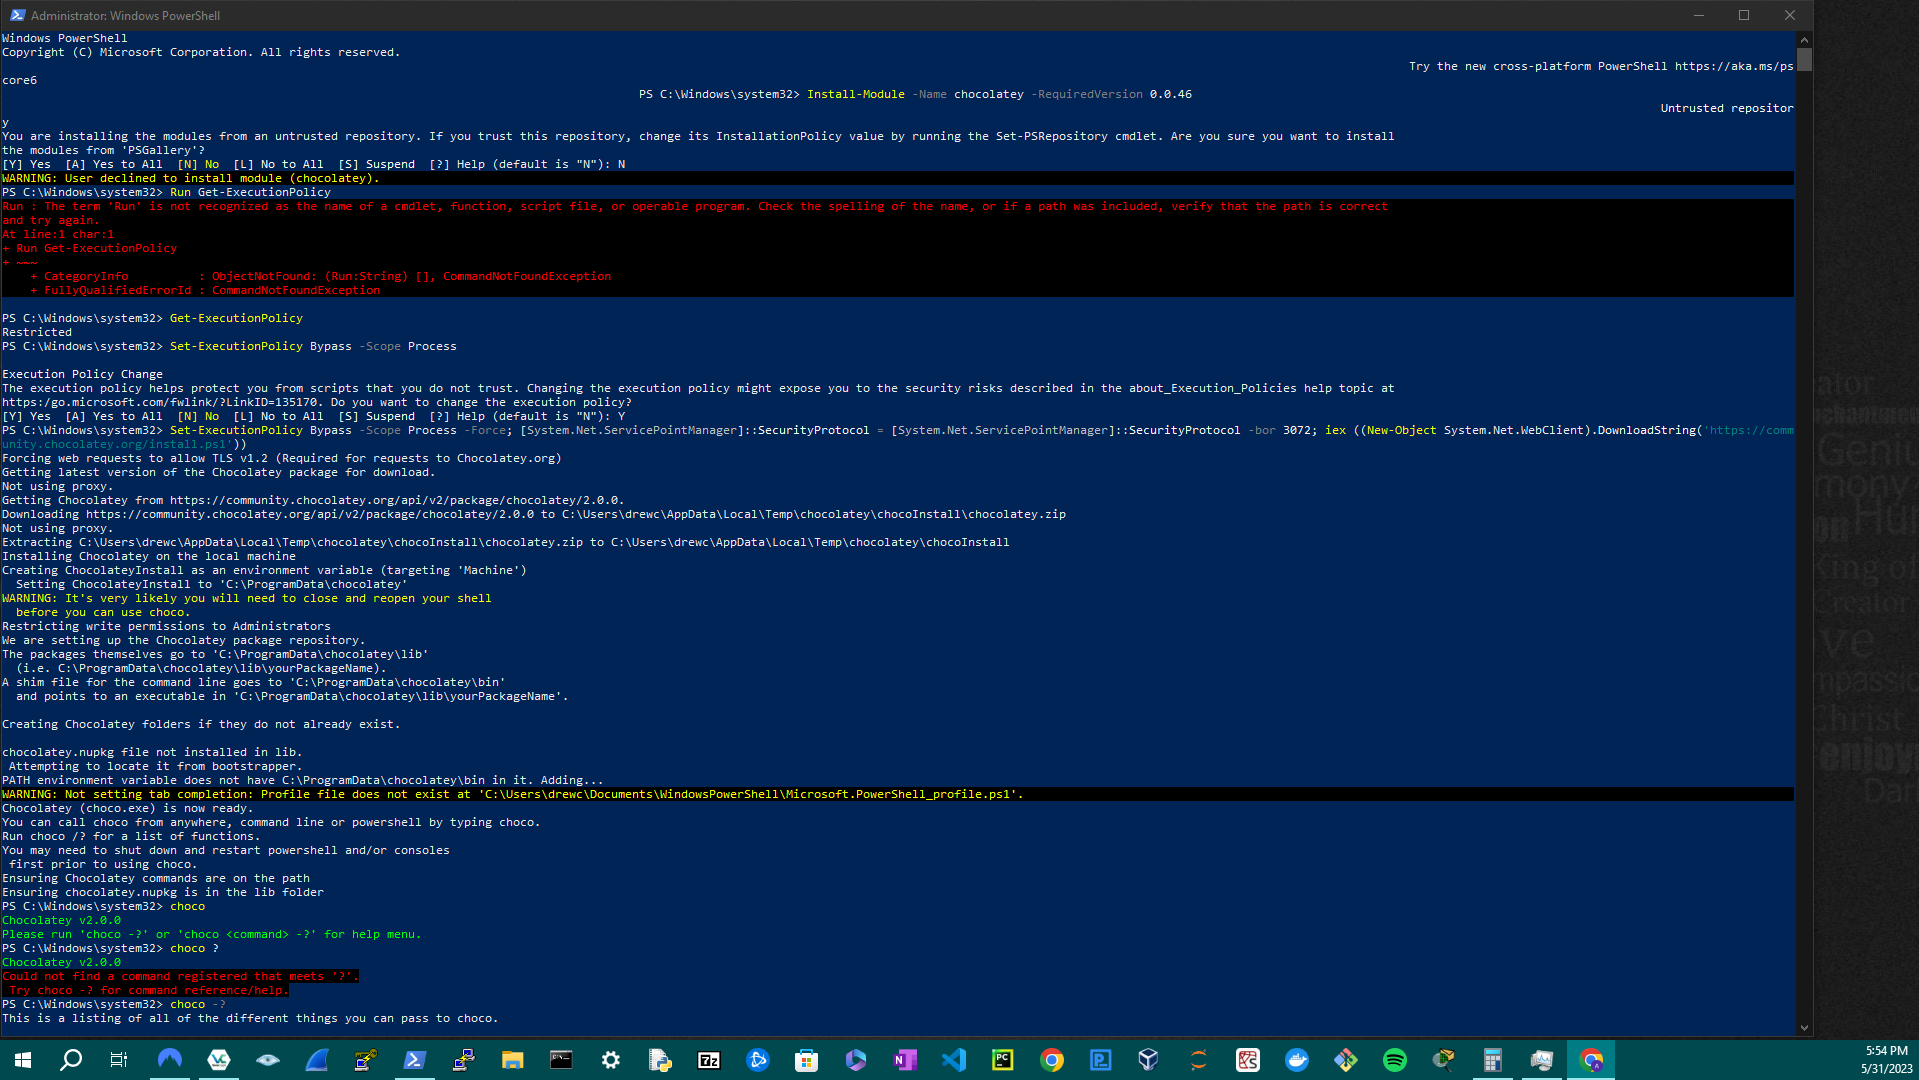 Administrator: Windows PowerShell
Windows PowerShell
Copyright (C) Microsoft Corporation. All rights reserved.
Try the new cross-platform PowerShell https://aka.ms/ps
core6
PS C:\Windows\system32> Install-Module -Name chocolatey -RequiredVersion 0.0.46
Untrusted repositor
y
You are installing the modules from an untrusted repository. If you trust this repository, change its InstallationPolicy value by running the Set-PSRepository cmdlet. Are you sure you want to install
the modules from 'PSGallery'?
[Y] Yes  [A] Yes to All  [N] No  [L] No to All  [S] Suspend  [?] Help (default is "N"): N
WARNING: User declined to install module (chocolatey).
PS C:\Windows\system32> Run Get-ExecutionPolicy
Run : The term 'Run' is not recognized as the name of a cmdlet, function, script file, or operable program. Check the spelling of the name, or if a path was included, verify that the path is correct
and try again.
At line:1 char:1
+ Run Get-ExecutionPolicy
+ ~~~
    + CategoryInfo          : ObjectNotFound: (Run:String) [], CommandNotFoundException
    + FullyQualifiedErrorId : CommandNotFoundException
PS C:\Windows\system32> Get-ExecutionPolicy
Restricted
PS C:\Windows\system32> Set-ExecutionPolicy Bypass -Scope Process
Execution Policy Change
The execution policy helps protect you from scripts that you do not trust. Changing the execution policy might expose you to the security risks described in the about_Execution_Policies help topic at
https:/go.microsoft.com/fwlink/?LinkID=135170. Do you want to change the execution policy?
[Y] Yes  [A] Yes to All  [N] No  [L] No to All  [S] Suspend  [?] Help (default is "N"): Y
PS C:\Windows\system32> Set-ExecutionPolicy Bypass -Scope Process -Force; [System.Net.ServicePointManager]::SecurityProtocol = [System.Net.ServicePointManager]::SecurityProtocol -bor 3072; iex ((New-Object System.Net.WebClient).DownloadString('https://comm
unity.chocolatey.org/install.ps1'))
Forcing web requests to allow TLS v1.2 (Required for requests to Chocolatey.org)
Getting latest version of the Chocolatey package for download.
Not using proxy.
Getting Chocolatey from https://community.chocolatey.org/api/v2/package/chocolatey/2.0.0.
Downloading https://community.chocolatey.org/api/v2/package/chocolatey/2.0.0 to C:\Users\drewc\AppData\Local\Temp\chocolatey\chocoInstall\chocolatey.zip
Not using proxy.
Extracting C:\Users\drewc\AppData\Local\Temp\chocolatey\chocoInstall\chocolatey.zip to C:\Users\drewc\AppData\Local\Temp\chocolatey\chocoInstall
Installing Chocolatey on the local machine
Creating ChocolateyInstall as an environment variable (targeting 'Machine')
  Setting ChocolateyInstall to 'C:\ProgramData\chocolatey'
WARNING: It's very likely you will need to close and reopen your shell
  before you can use choco.
Restricting write permissions to Administrators
We are setting up the Chocolatey package repository.
The packages themselves go to 'C:\ProgramData\chocolatey\lib'
  (i.e. C:\ProgramData\chocolatey\lib\yourPackageName).
A shim file for the command line goes to 'C:\ProgramData\chocolatey\bin'
  and points to an executable in 'C:\ProgramData\chocolatey\lib\yourPackageName'.
Creating Chocolatey folders if they do not already exist.
chocolatey.nupkg file not installed in lib.
 Attempting to locate it from bootstrapper.
PATH environment variable does not have C:\ProgramData\chocolatey\bin in it. Adding...
WARNING: Not setting tab completion: Profile file does not exist at 'C:\Users\drewc\Documents\WindowsPowerShell\Microsoft.PowerShell_profile.ps1'.
Chocolatey (choco.exe) is now ready.
You can call choco from anywhere, command line or powershell by typing choco.
Run choco /? for a list of functions.
You may need to shut down and restart powershell and/or consoles
 first prior to using choco.
Ensuring Chocolatey commands are on the path
Ensuring chocolatey.nupkg is in the lib folder
PS C:\Windows\system32> choco
Chocolatey v2.0.0
Please run 'choco -?' or 'choco <command> -?' for help menu.
PS C:\Windows\system32> choco ?
Chocolatey v2.0.0
Could not find a command registered that meets '?'.
 Try choco -? for command reference/help.
PS C:\Windows\system32> choco -?
This is a listing of all of the different things you can pass to choco.
King of
Creator
Christ
enjoy
5:54 PM
5/31/2023